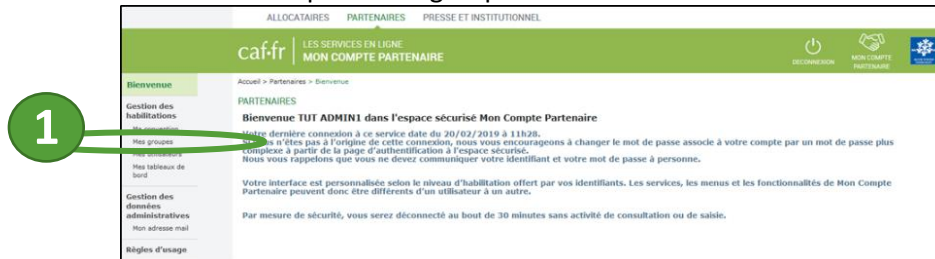 ALLOCATAIRES PARTENAIRES PRESSE ET INSTITUTIONNEL
caf.fr LES SERVICES EN LIGNE
MON COMPTE PARTENAIRE
DECONNEXION
MON COMPTE
PARTENAIRE
Bienvenue
Accueil > Partenaires > Bienvenue
Gestion des
habilitations
Ma convention
Mes groupes
Mes utilisateurs
Mes tableaux de
bord
Gestion des
données
administratives
Mon adresse mail
Règles d'usage
1
PARTENAIRES
Bienvenue TUT ADMIN1 dans l'espace sécurisé Mon Compte Partenaire
Votre dernière connexion à ce service date du 20/02/2019 à 11h28.
Si vous n'êtes pas à l'origine de cette connexion, nous vous encourageons à changer le mot de passe associé à votre compte par un mot de passe plus
complexe à partir de la page d'authentification à l'espace sécurisé.
Nous vous rappelons que vous ne devez communiquer votre identifiant et votre mot de passe à personne.
Votre interface est personnalisée selon le niveau d'habilitation offert par vos identifiants. Les services, les menus et les fonctionnalités de Mon Compte
Partenaire peuvent donc être différents d'un utilisateur à un autre.
Par mesure de sécurité, vous serez déconnecté au bout de 30 minutes sans activité de consultation ou de saisie.